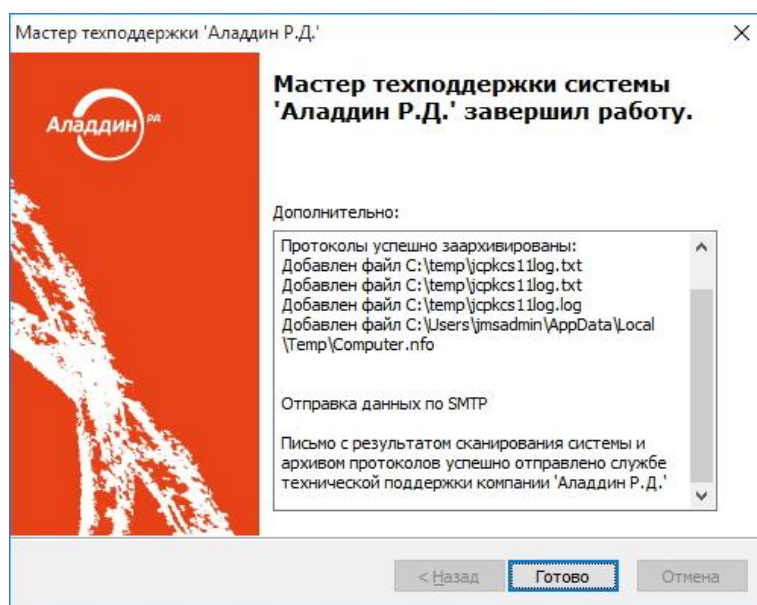 Мастер техподдержки 'Аладдин Р.Д.'
Аладдин РД
Мастер техподдержки системы
'Аладдин Р.Д.' завершил работу.
Дополнительно:
Протоколы успешно заархивированы:
Добавлен файл C:\temp\jcpkcs11log.txt
Добавлен файл C:\temp\jcpkcs11log.txt
Добавлен файл C:\temp\jcpkcs11log.log
Добавлен файл C:\Users\jmsadmin\AppData\Local
\Temp\Computer.nfo
Отправка данных по SMTP
Письмо с результатом сканирования системы и
архивом протоколов успешно отправлено службе
технической поддержки компании 'Аладдин Р.Д.'
< Назад
Готово
Отмена